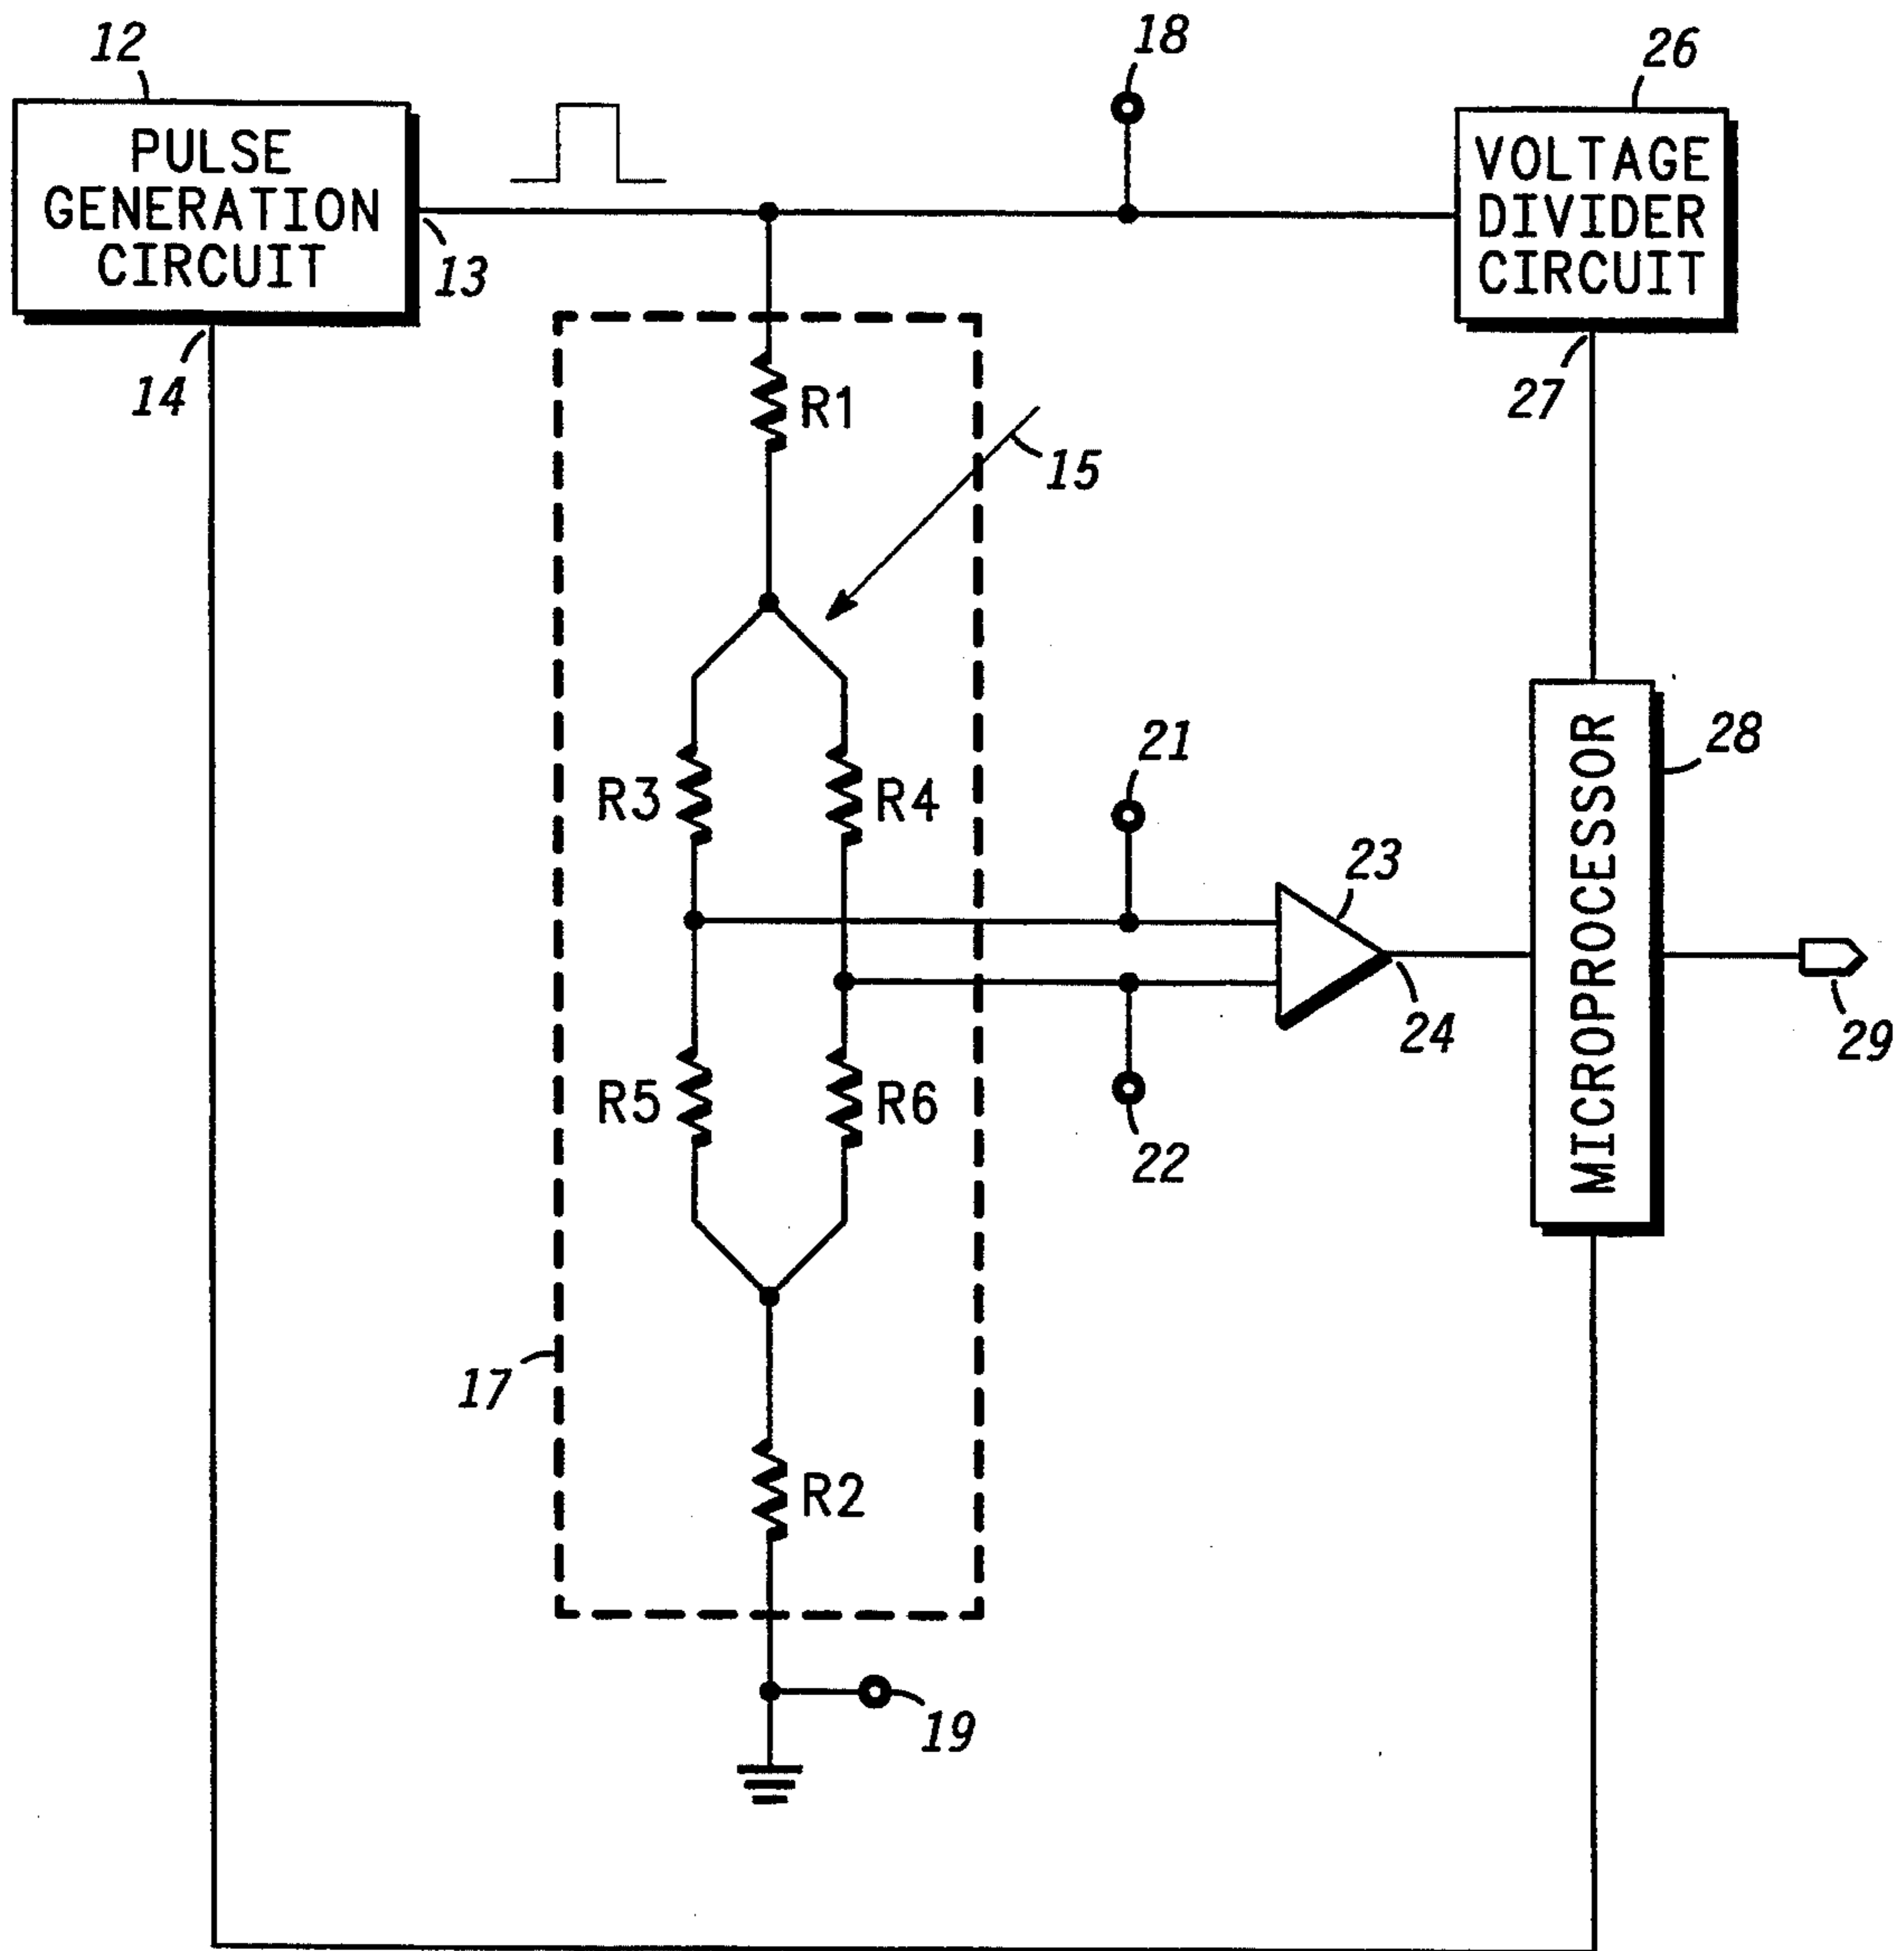 12
18
26
PULSE
GENERATION
CIRCUIT
VOLTAGE
DIVIDER
CIRCUIT
13
14
27
R1
15
R3
R4
21
23
28
MICROPROCESSOR
24
29
R5
R6
22
17
R2
19